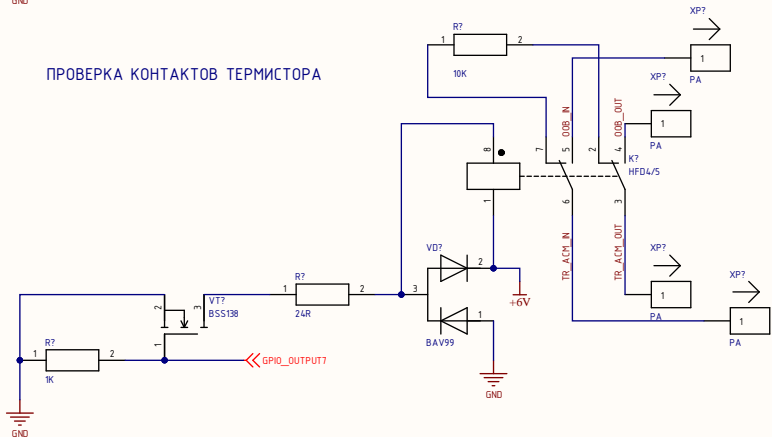 GND
XP?
1
PA
R?
1
2
10K
ПРОВЕРКА КОНТАКТОВ ТЕРМИСТОРА
XP?
1
PA
OOB_IN
OOB_OUT
7
5
2
4
K?
HFD4/5
8
1
6
3
TR_ACM_IN
TR_ACM_OUT
VD?
2
3
1
BAV99
+6V
GND
XP?
1
PA
XP?
1
PA
R?
1
2
24R
VT?
BSS138
2
3
1
R?
1
2
1K
GPIO_OUTPUT7
GND